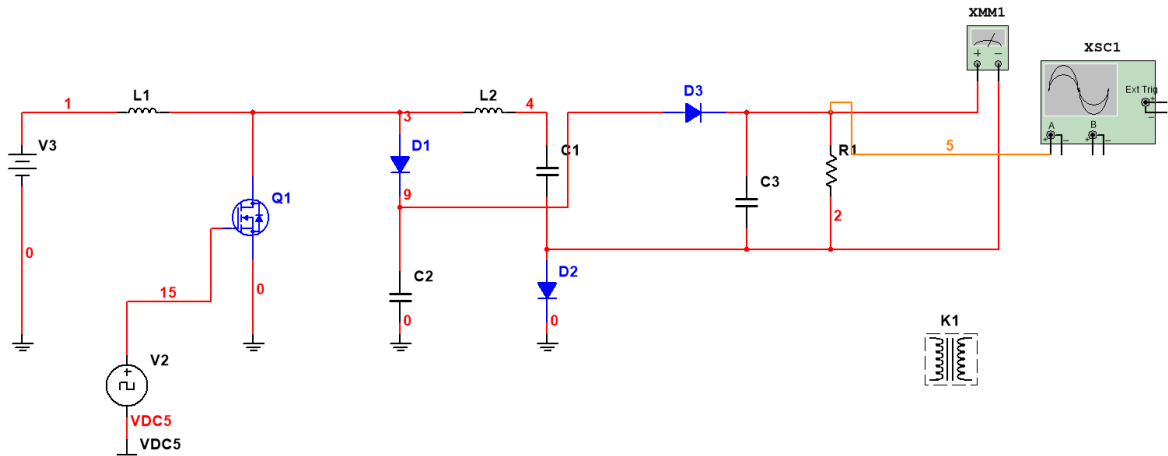 XMM1
+ −
XSC1
Ext Trig
+
−
A
B
+ −
+ −
1
L1
3
L2
4
D3
5
V3
D1
C1
R1
9
C3
Q1
2
0
15
0
C2
D2
0
0
K1
V2
+
VDC5
VDC5